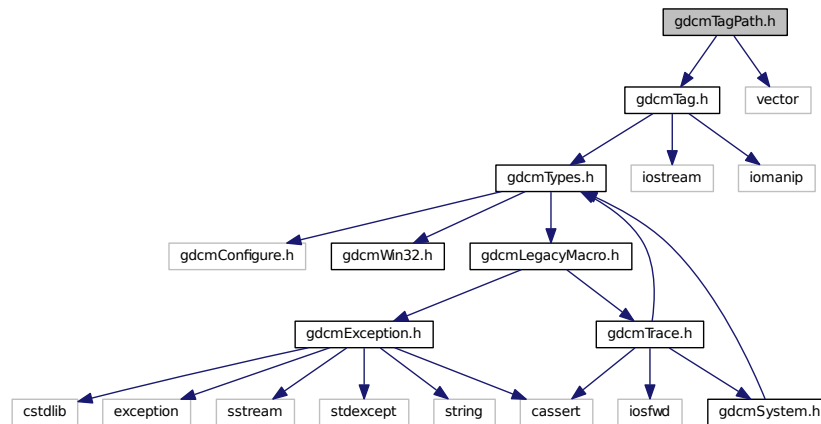 gdcmTagPath.h
gdcmTag.h
vector
gdcmTypes.h
iostream
iomanip
gdcmConfigure.h
gdcmWin32.h
gdcmLegacyMacro.h
gdcmException.h
gdcmTrace.h
cstdlib
exception
sstream
stdexcept
string
cassert
iosfwd
gdcmSystem.h